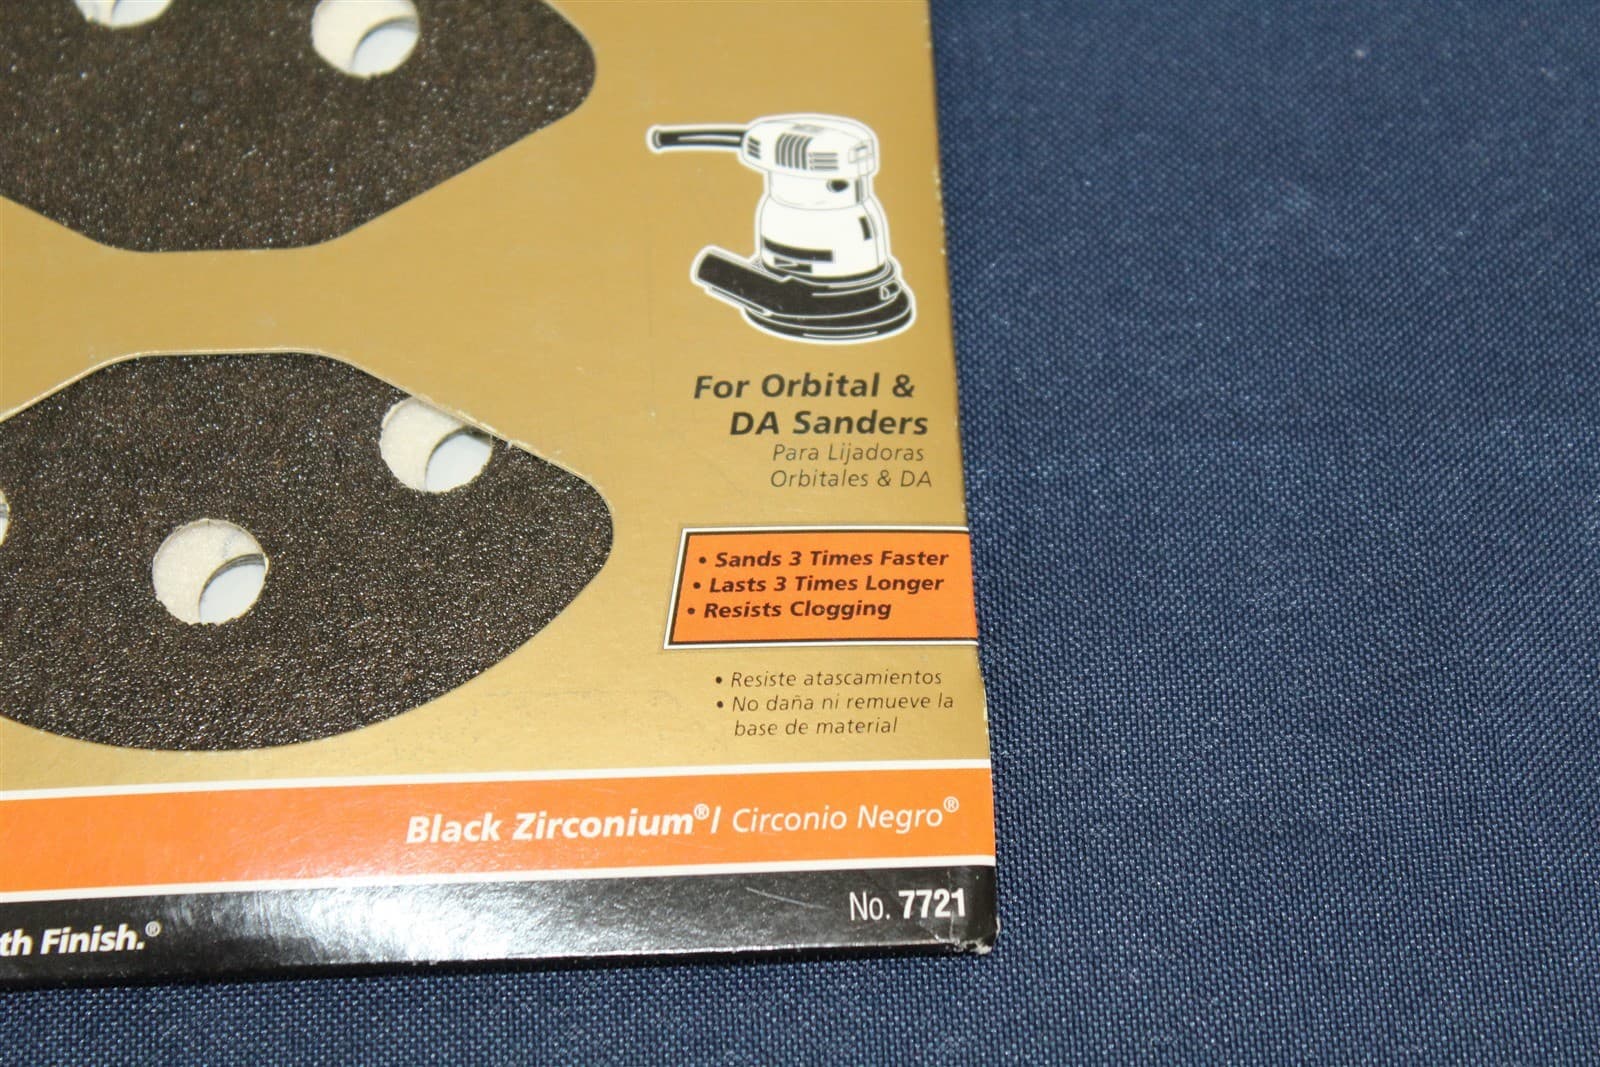 For Orbital &
DA Sanders
Para Lijadoras
Orbitales & DA
• Sands 3 Times Faster
• Lasts 3 Times Longer
• Resists Clogging
• Resiste atascamientos
• No daña ni remueve la
base de material
Black Zirconium®/ Circonio Negro®
No. 7721
th Finish.®